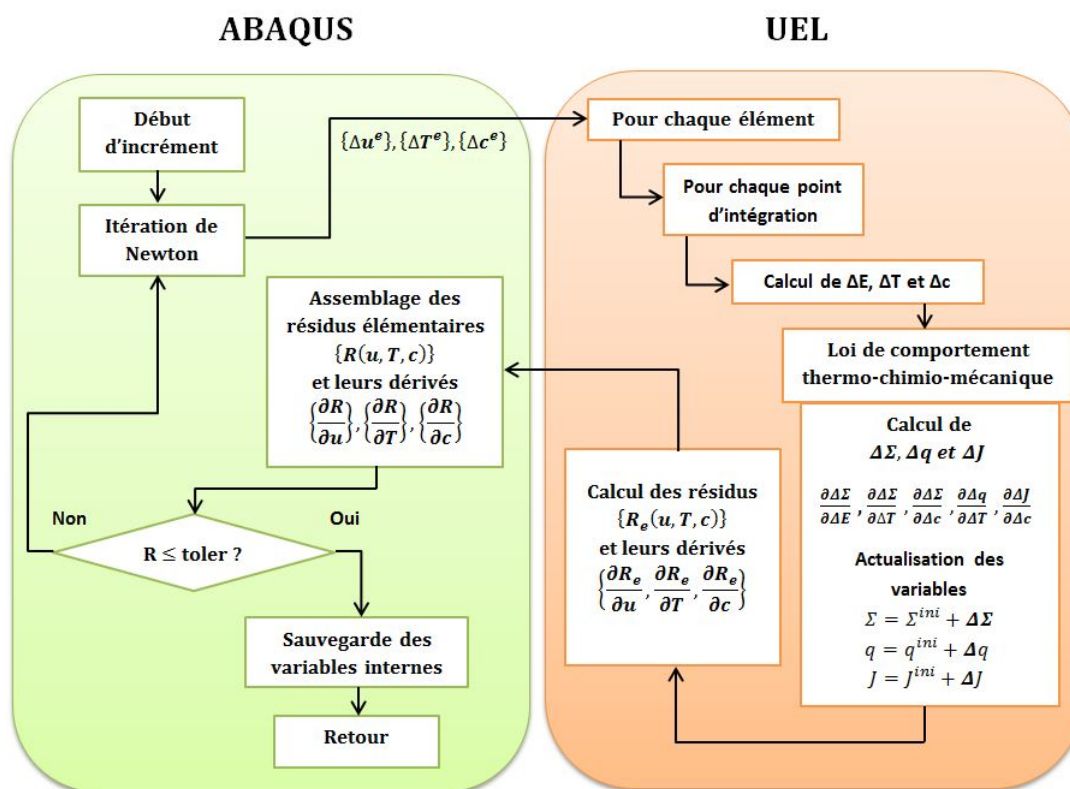 ABAQUS
UEL
Début
d'incrément
{Δu^e},{ΔT^e},{Δc^e}
Itération de
Newton
Assemblage des
résidus élémentaires
{R(u, T, c)}
et leurs dérivés
{∂R/∂u},{∂R/∂T},{∂R/∂c}
Non
Oui
R ≤ toler ?
Sauvegarde des
variables internes
Retour
Pour chaque élément
Pour chaque point
d'intégration
Calcul de ΔE, ΔT et Δc
Loi de comportement
thermo-chimio-mécanique
Calcul de
ΔΣ, Δq et ΔJ
∂ΔΣ/∂ΔE , ∂ΔΣ/∂ΔT , ∂ΔΣ/∂Δc , ∂Δq/∂ΔT , ∂ΔJ/∂Δc
Actualisation des
variables
Σ = Σ^ini + ΔΣ
q = q^ini + Δq
J = J^ini + ΔJ
Calcul des résidus
{R_e(u, T, c)}
et leurs dérivés
{∂R_e/∂u , ∂R_e/∂T , ∂R_e/∂c}